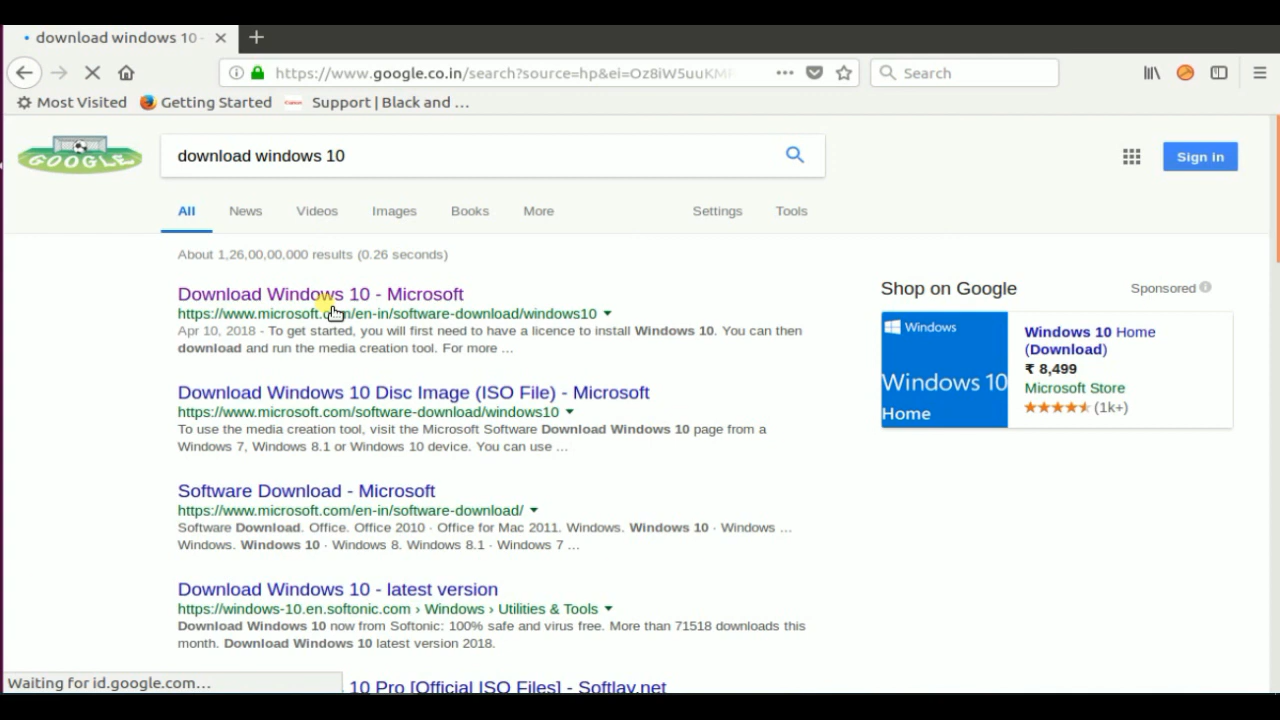 download windows 10 -
https://www.google.co.in/search?source=hp&ei=Oz8iW5uuKM
Search
Most Visited
Getting Started
Support | Black and ...
GOOGLE
download windows 10
Sign in
All
News
Videos
Images
Books
More
Settings
Tools
About 1,26,00,00,000 results (0.26 seconds)
Download Windows 10 - Microsoft
https://www.microsoft.com/en-in/software-download/windows10
Apr 10, 2018 - To get started, you will first need to have a licence to install Windows 10. You can then
download and run the media creation tool. For more ...
Download Windows 10 Disc Image (ISO File) - Microsoft
https://www.microsoft.com/software-download/windows10
To use the media creation tool, visit the Microsoft Software Download Windows 10 page from a
Windows 7, Windows 8.1 or Windows 10 device. You can use ...
Software Download - Microsoft
https://www.microsoft.com/en-in/software-download/
Software Download. Office. Office 2010 · Office for Mac 2011. Windows. Windows 10 · Windows ...
Windows. Windows 10 · Windows 8. Windows 8.1 · Windows 7 ...
Download Windows 10 - latest version
https://windows-10.en.softonic.com › Windows › Utilities & Tools
Download Windows 10 now from Softonic: 100% safe and virus free. More than 71518 downloads this
month. Download Windows 10 latest version 2018.
10 Pro [Official ISO Files] - Softlay.net
Shop on Google
Sponsored
Windows
Windows 10
Home
Windows 10 Home
(Download)
₹ 8,499
Microsoft Store
(1k+)
Waiting for id.google.com...